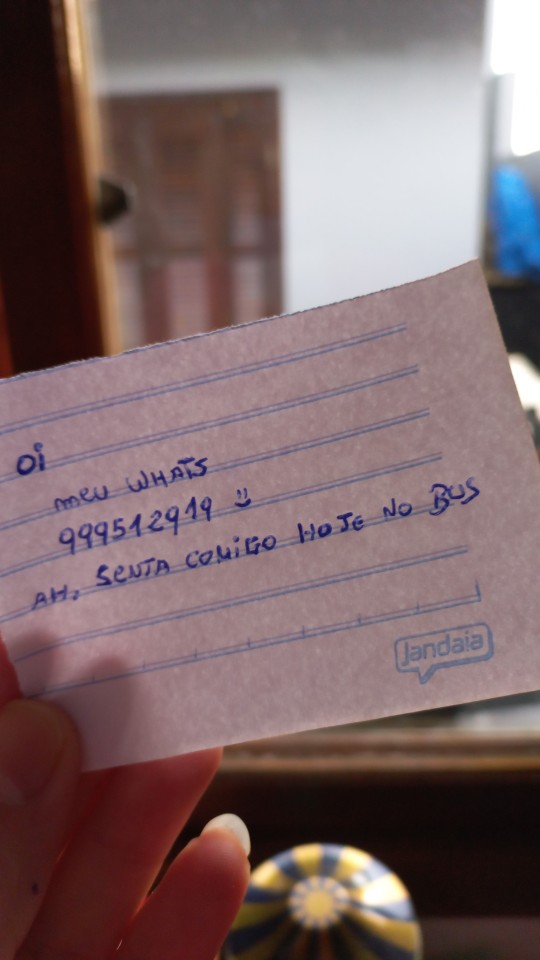 oi
meu WHATS
999512919 :)
AH, SENTA COMIGO HOJE NO BUS
Jandaia